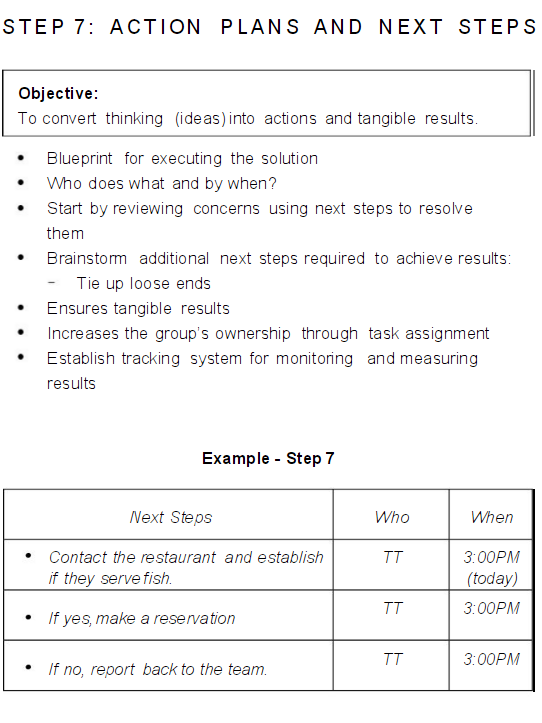 STEP 7: ACTION PLANS AND NEXT STEPS
Objective:
To convert thinking (ideas) into actions and tangible results.
• Blueprint for executing the solution
• Who does what and by when?
• Start by reviewing concerns using next steps to resolve
them
• Brainstorm additional next steps required to achieve results:
– Tie up loose ends
• Ensures tangible results
• Increases the group's ownership through task assignment
• Establish tracking system for monitoring and measuring
results
Example - Step 7
Next Steps Who When
• Contact the restaurant and establish TT 3:00PM
if they serve fish. (today)
• If yes, make a reservation TT 3:00PM
• If no, report back to the team. TT 3:00PM